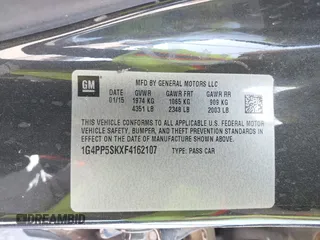 GM
MFD BY GENERAL MOTORS LLC
DATE GVWR GAWR FRT GAWR RR
01/15 1974 KG 1065 KG 909 KG
4351 LB 2348 LB 2003 LB
THIS VEHICLE CONFORMS TO ALL APPLICABLE U.S. FEDERAL MOTOR
VEHICLE SAFETY, BUMPER, AND THEFT PREVENTION STANDARDS
IN EFFECT ON THE DATE OF MANUFACTURE SHOWN ABOVE.
1G4PP5SKXF4162107 TYPE: PASS CAR
© DREAMBID